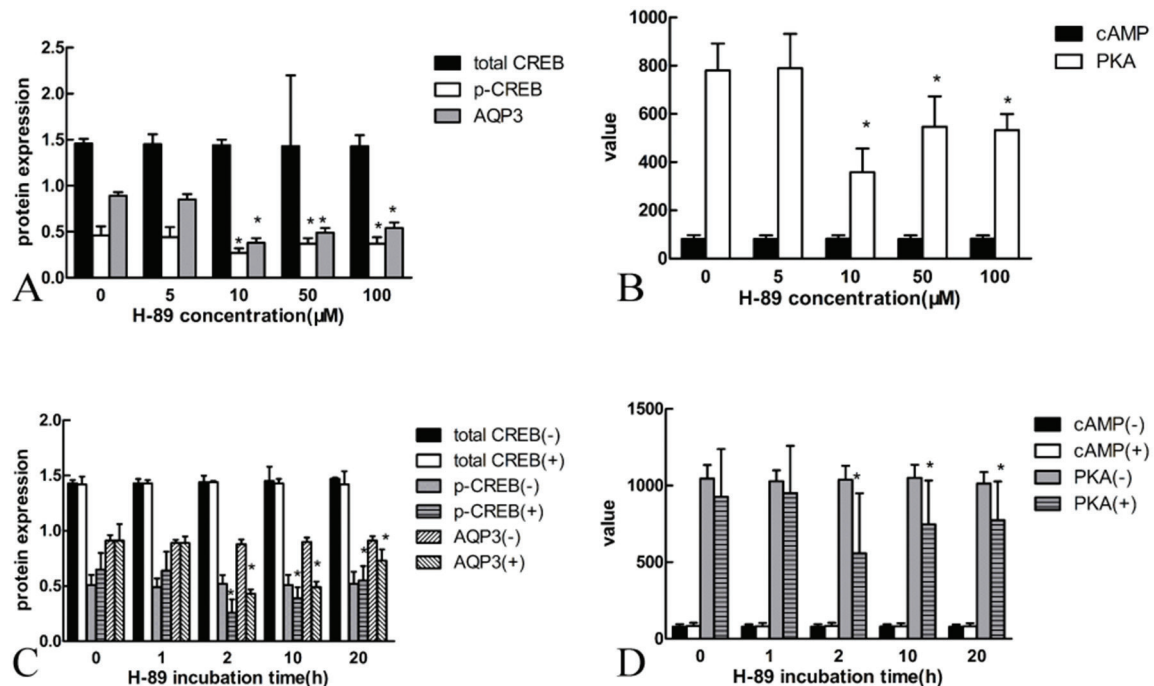 2.5
2.0
1.5
1.0
0.5
0.0
protein expression
total CREB
p-CREB
AQP3
* * * * * *
0 5 10 50 100
H-89 concentration(µM)
A
1000
800
600
400
200
0
value
cAMP
PKA
* * *
0 5 10 50 100
H-89 concentration(µM)
B
2.0
1.5
1.0
0.5
0.0
protein expression
total CREB(-)
total CREB(+)
p-CREB(-)
p-CREB(+)
AQP3(-)
AQP3(+)
* * * * * *
0 1 2 10 20
H-89 incubation time(h)
C
1500
1000
500
0
value
cAMP(-)
cAMP(+)
PKA(-)
PKA(+)
* * *
0 1 2 10 20
H-89 incubation time(h)
D